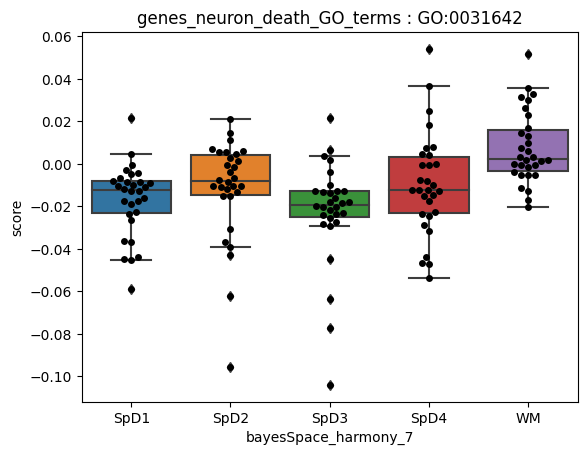 genes_neuron_death_GO_terms : GO:0031642
0.06
0.04
0.02
0.00
−0.02
−0.04
−0.06
−0.08
−0.10
score
SpD1 SpD2 SpD3 SpD4 WM
bayesSpace_harmony_7